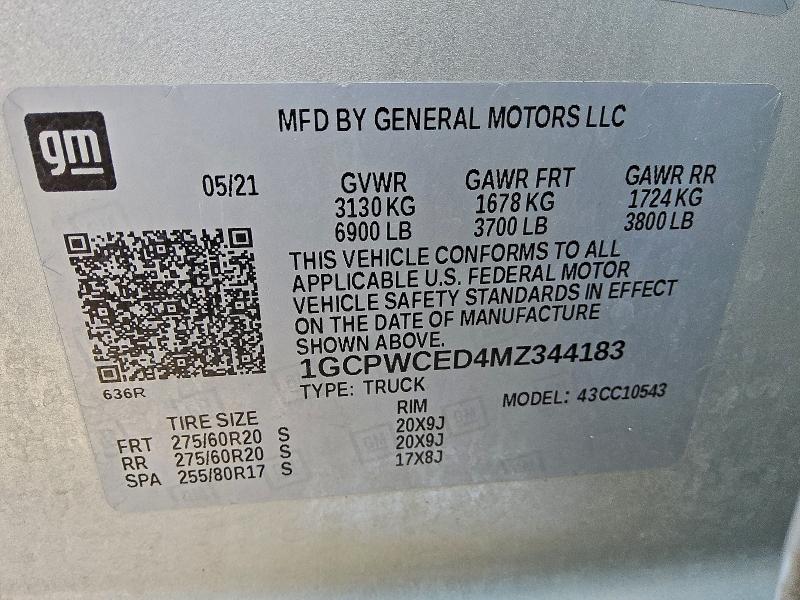 gm
MFD BY GENERAL MOTORS LLC
05/21
GVWR GAWR FRT GAWR RR
3130 KG 1678 KG 1724 KG
6900 LB 3700 LB 3800 LB
THIS VEHICLE CONFORMS TO ALL
APPLICABLE U.S. FEDERAL MOTOR
VEHICLE SAFETY STANDARDS IN EFFECT
ON THE DATE OF MANUFACTURE
SHOWN ABOVE.
1GCPWCED4MZ344183
636R
TYPE: TRUCK
MODEL: 43CC10543
TIRE SIZE RIM
FRT 275/60R20 S 20X9J
RR 275/60R20 S 20X9J
SPA 255/80R17 S 17X8J